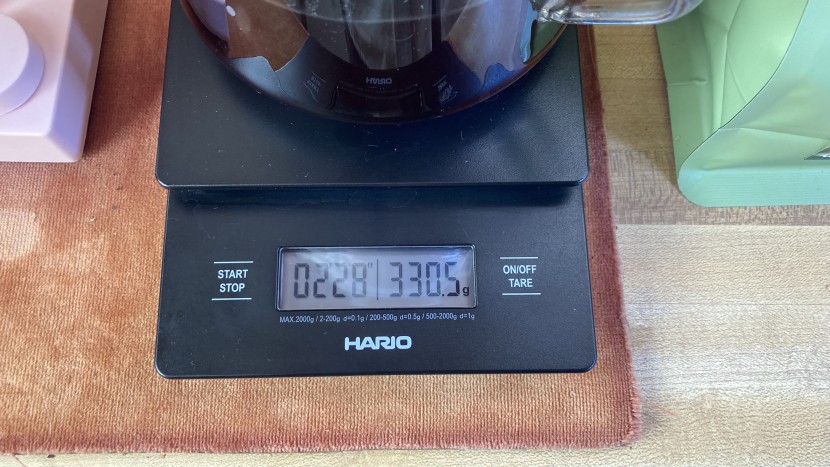 START
STOP
02'28" 330.5g
ON/OFF
TARE
MAX.2000g / 2-200g d=0.1g / 200-500g d=0.5g / 500-2000g d=1g
HARIO